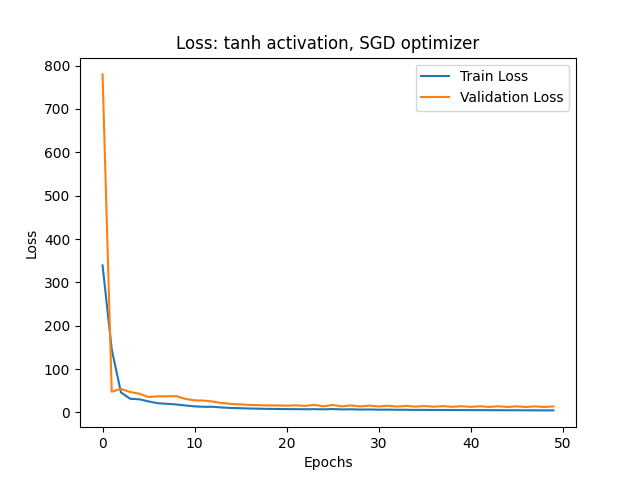 Loss: tanh activation, SGD optimizer
Train Loss
Validation Loss
800
700
600
500
400
300
200
100
0
Loss
0 10 20 30 40 50
Epochs